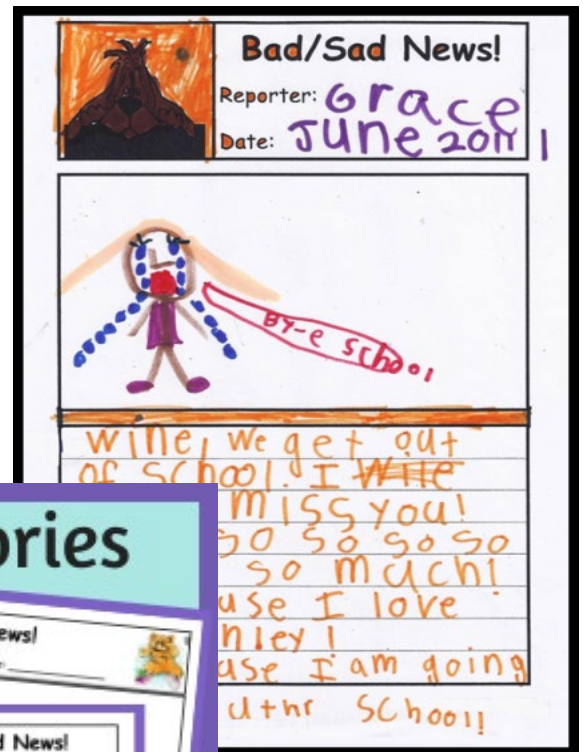 Bad/Sad News!
Reporter: Grace
Date: June 2011
BY-e School
wine, we get out
of school. I Wile
miss you!
so so so so
so much!
use I love
nley!
use I am going
uthr School!
ories
ews!
d News!